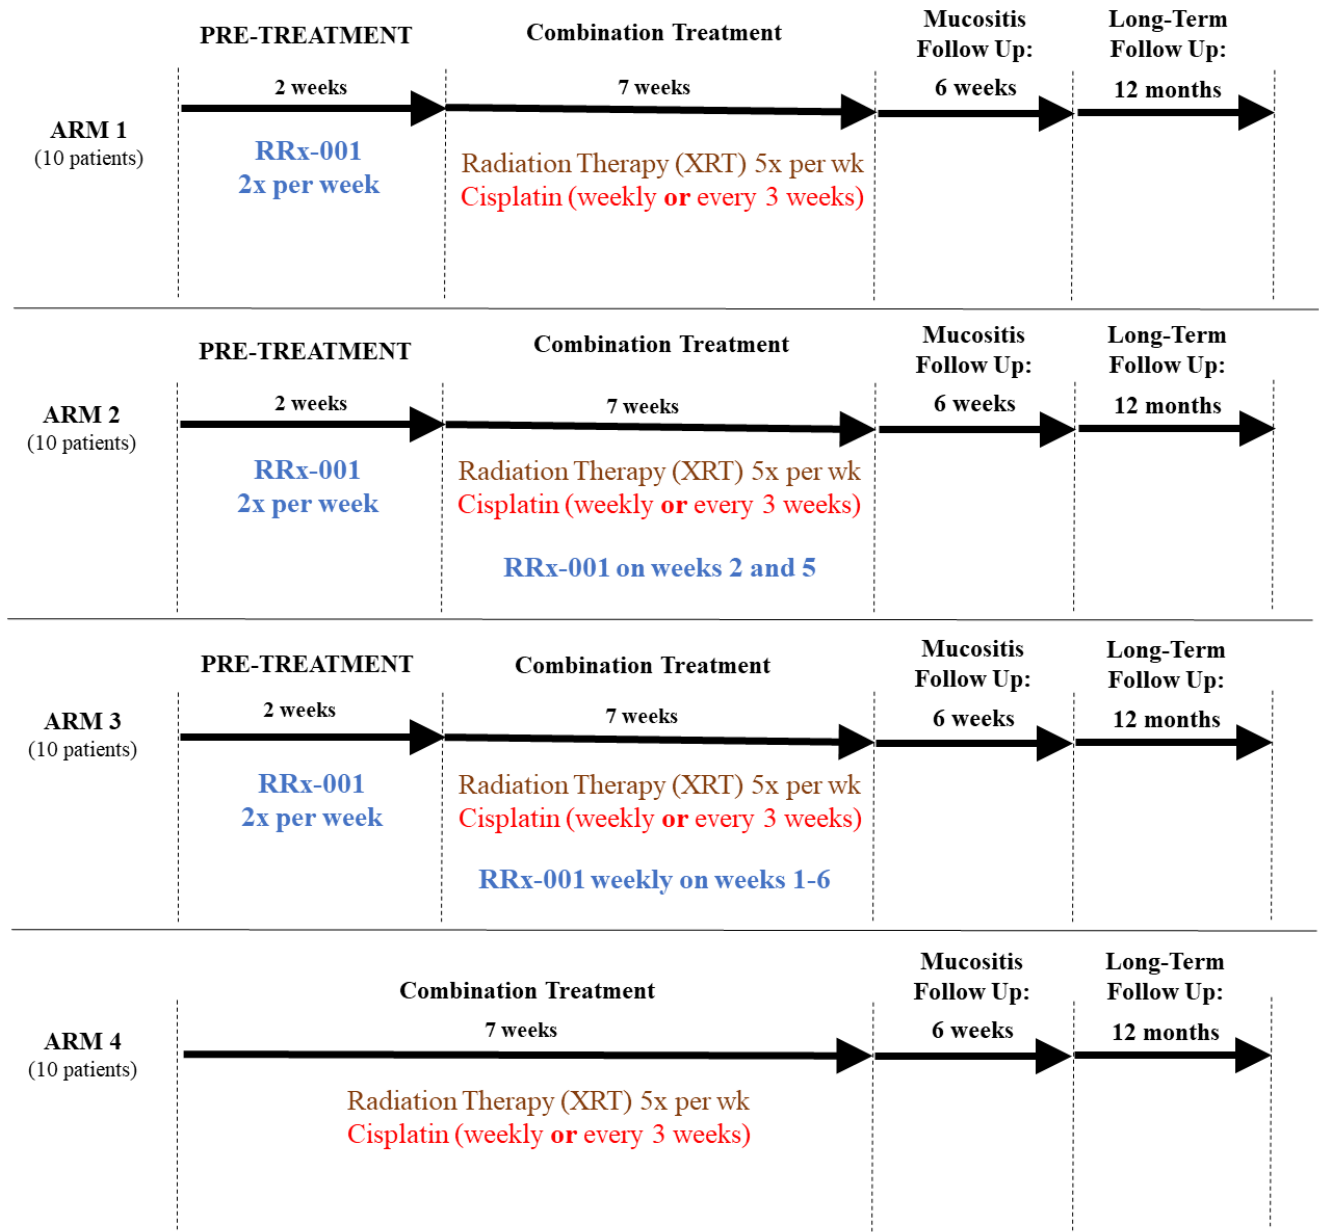 PRE-TREATMENT
Combination Treatment
Mucositis
Follow Up:
Long-Term
Follow Up:
2 weeks
7 weeks
6 weeks
12 months
ARM 1
(10 patients)
RRx-001
2x per week
Radiation Therapy (XRT) 5x per wk
Cisplatin (weekly or every 3 weeks)
PRE-TREATMENT
Combination Treatment
Mucositis
Follow Up:
Long-Term
Follow Up:
2 weeks
7 weeks
6 weeks
12 months
ARM 2
(10 patients)
RRx-001
2x per week
Radiation Therapy (XRT) 5x per wk
Cisplatin (weekly or every 3 weeks)
RRx-001 on weeks 2 and 5
PRE-TREATMENT
Combination Treatment
Mucositis
Follow Up:
Long-Term
Follow Up:
2 weeks
7 weeks
6 weeks
12 months
ARM 3
(10 patients)
RRx-001
2x per week
Radiation Therapy (XRT) 5x per wk
Cisplatin (weekly or every 3 weeks)
RRx-001 weekly on weeks 1-6
Combination Treatment
Mucositis
Follow Up:
Long-Term
Follow Up:
7 weeks
6 weeks
12 months
ARM 4
(10 patients)
Radiation Therapy (XRT) 5x per wk
Cisplatin (weekly or every 3 weeks)